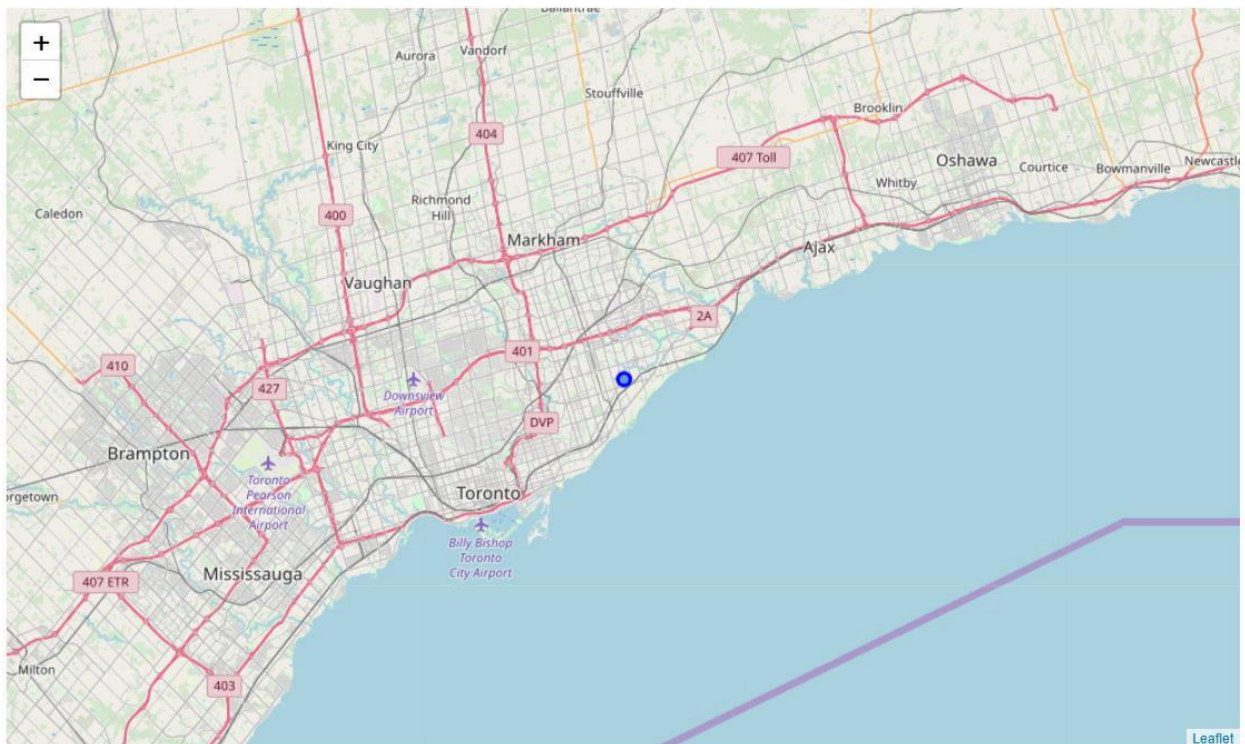 Ballantrae
+
−
Aurora
Vandorf
Stouffville
404
Brooklin
King City
407 Toll
Oshawa
Courtice
Bowmanville
Newcastle
Whitby
Caledon
400
Richmond
Hill
Markham
Ajax
Vaughan
2A
401
410
427
Downsview
Airport
DVP
Brampton
Toronto
Pearson
International
Airport
Toronto
orgetown
Billy Bishop
Toronto
City Airport
Mississauga
407 ETR
Milton
403
Leaflet